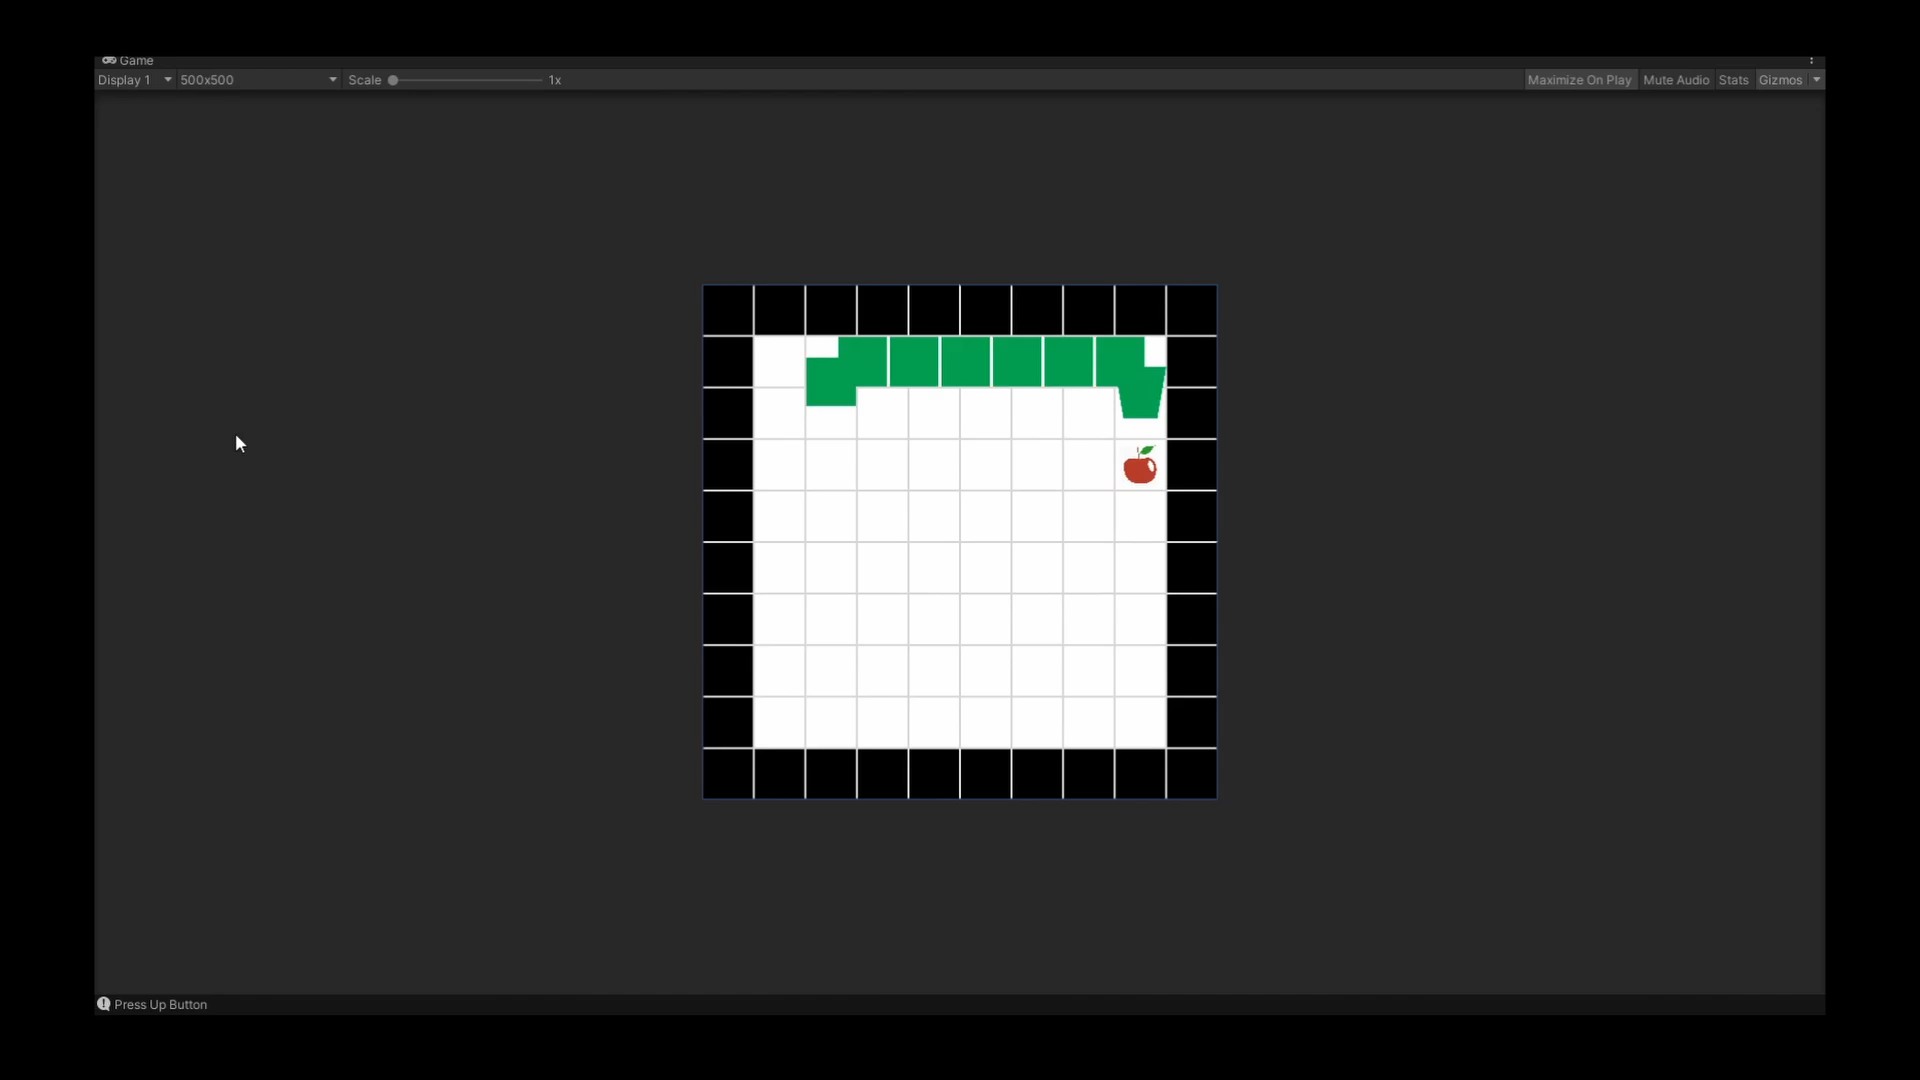 Game
Display 1 500x500 Scale 1x Maximize On Play Mute Audio Stats Gizmos
Press Up Button